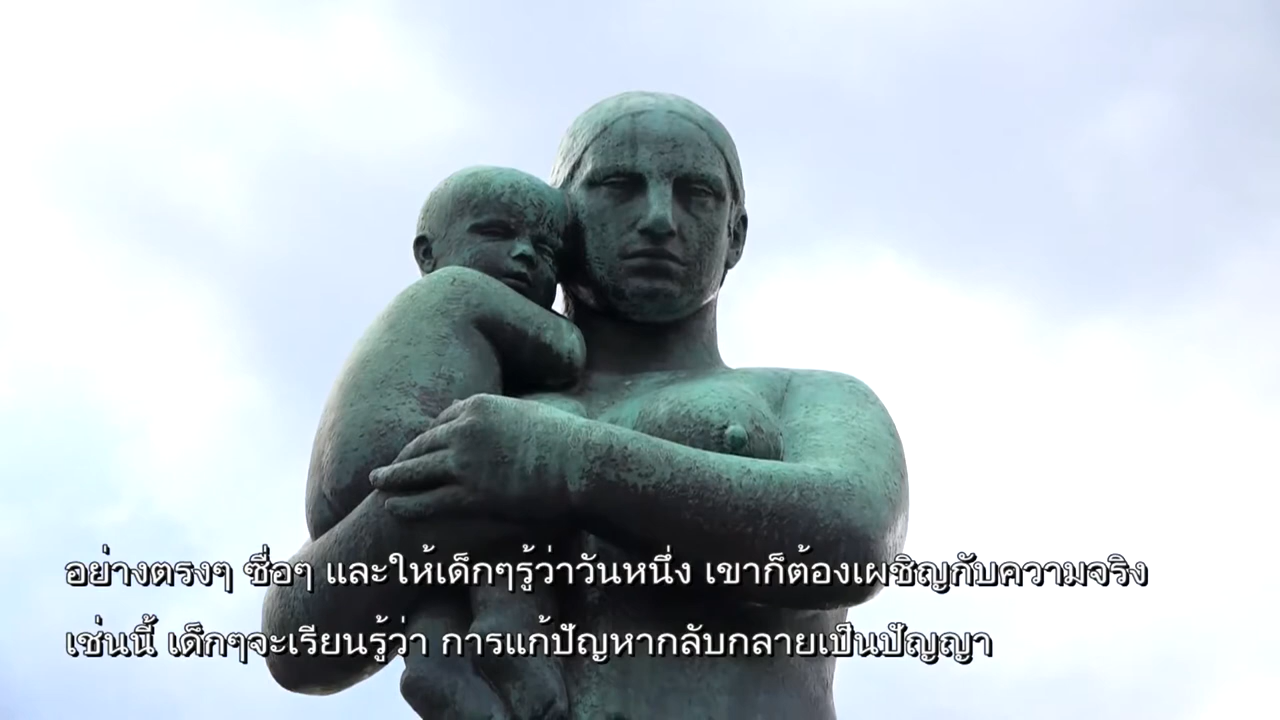 อย่างตรงๆ ซื่อๆ และให้เด็กๆรู้ว่าวันหนึ่ง เขาก็ต้องเผชิญกับความจริง
เช่นนี้ เด็กๆจะเรียนรู้ว่า การแก้ปัญหากลับกลายเป็นปัญญา